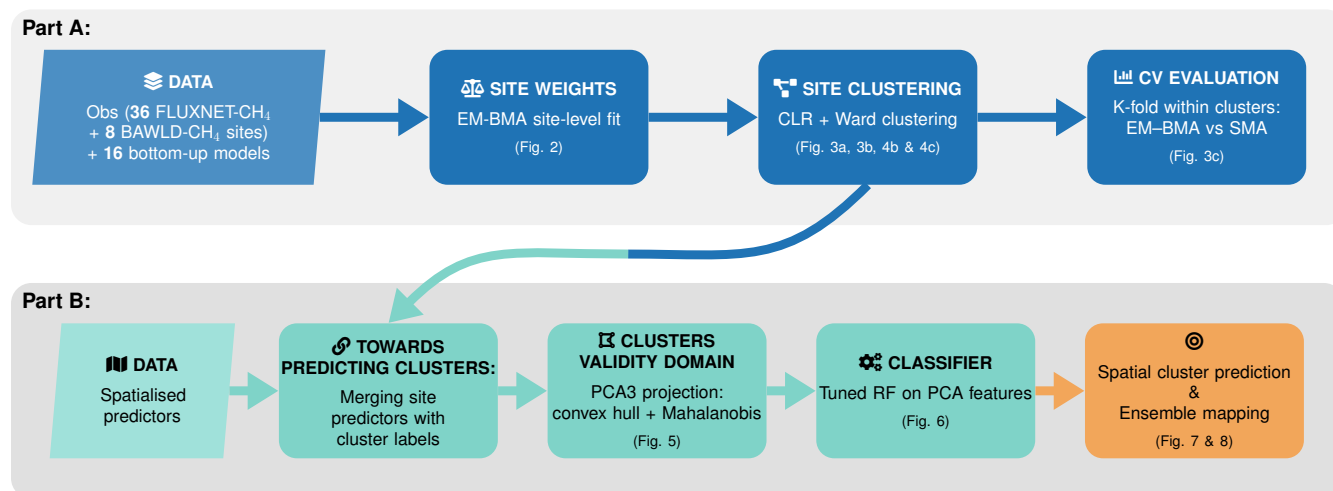 Part A:
DATA
Obs (36 FLUXNET-CH₄
+ 8 BAWLD-CH₄ sites)
+ 16 bottom-up models
SITE WEIGHTS
EM-BMA site-level fit
(Fig. 2)
SITE CLUSTERING
CLR + Ward clustering
(Fig. 3a, 3b, 4b & 4c)
CV EVALUATION
K-fold within clusters:
EM–BMA vs SMA
(Fig. 3c)
Part B:
DATA
Spatialised
predictors
TOWARDS
PREDICTING CLUSTERS:
Merging site
predictors with
cluster labels
CLUSTERS
VALIDITY DOMAIN
PCA3 projection:
convex hull + Mahalanobis
(Fig. 5)
CLASSIFIER
Tuned RF on PCA features
(Fig. 6)
Spatial cluster prediction
&
Ensemble mapping
(Fig. 7 & 8)